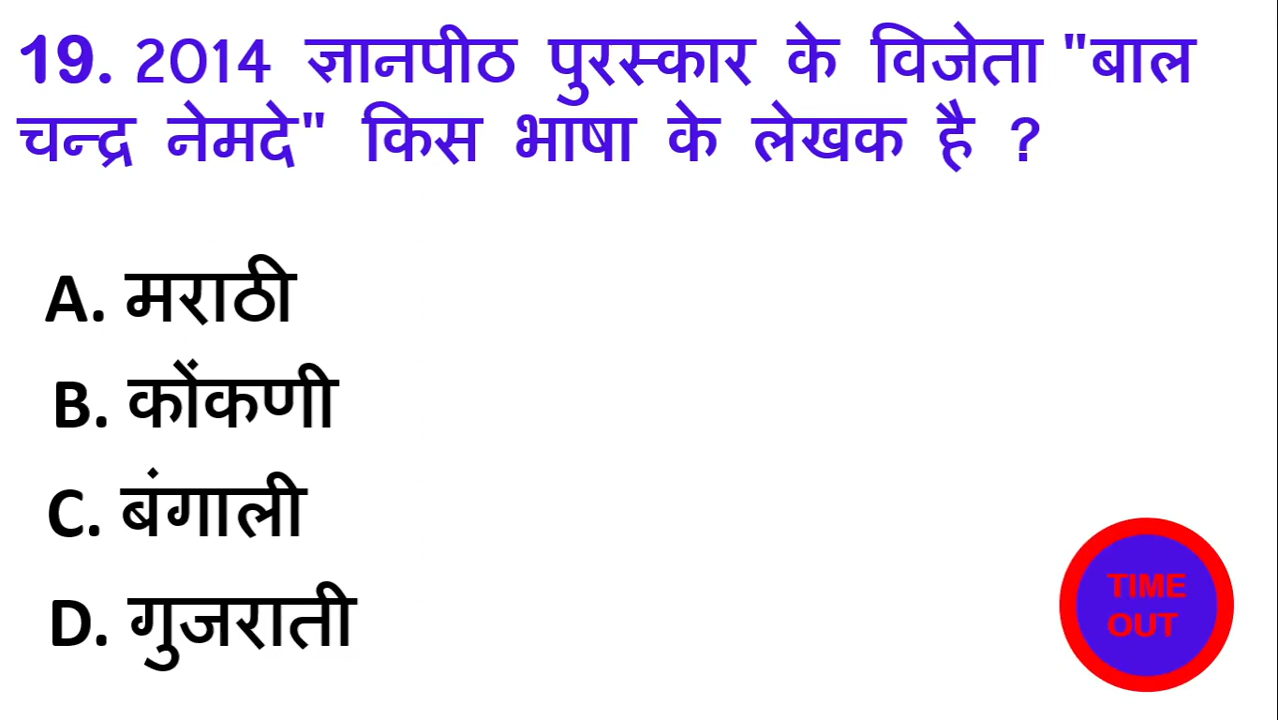 19. 2014 ज्ञानपीठ पुरस्कार के विजेता "बाल
चन्द्र नेमदे" किस भाषा के लेखक है ?
A. मराठी
B. कोंकणी
C. बंगाली
D. गुजराती
TIME
OUT